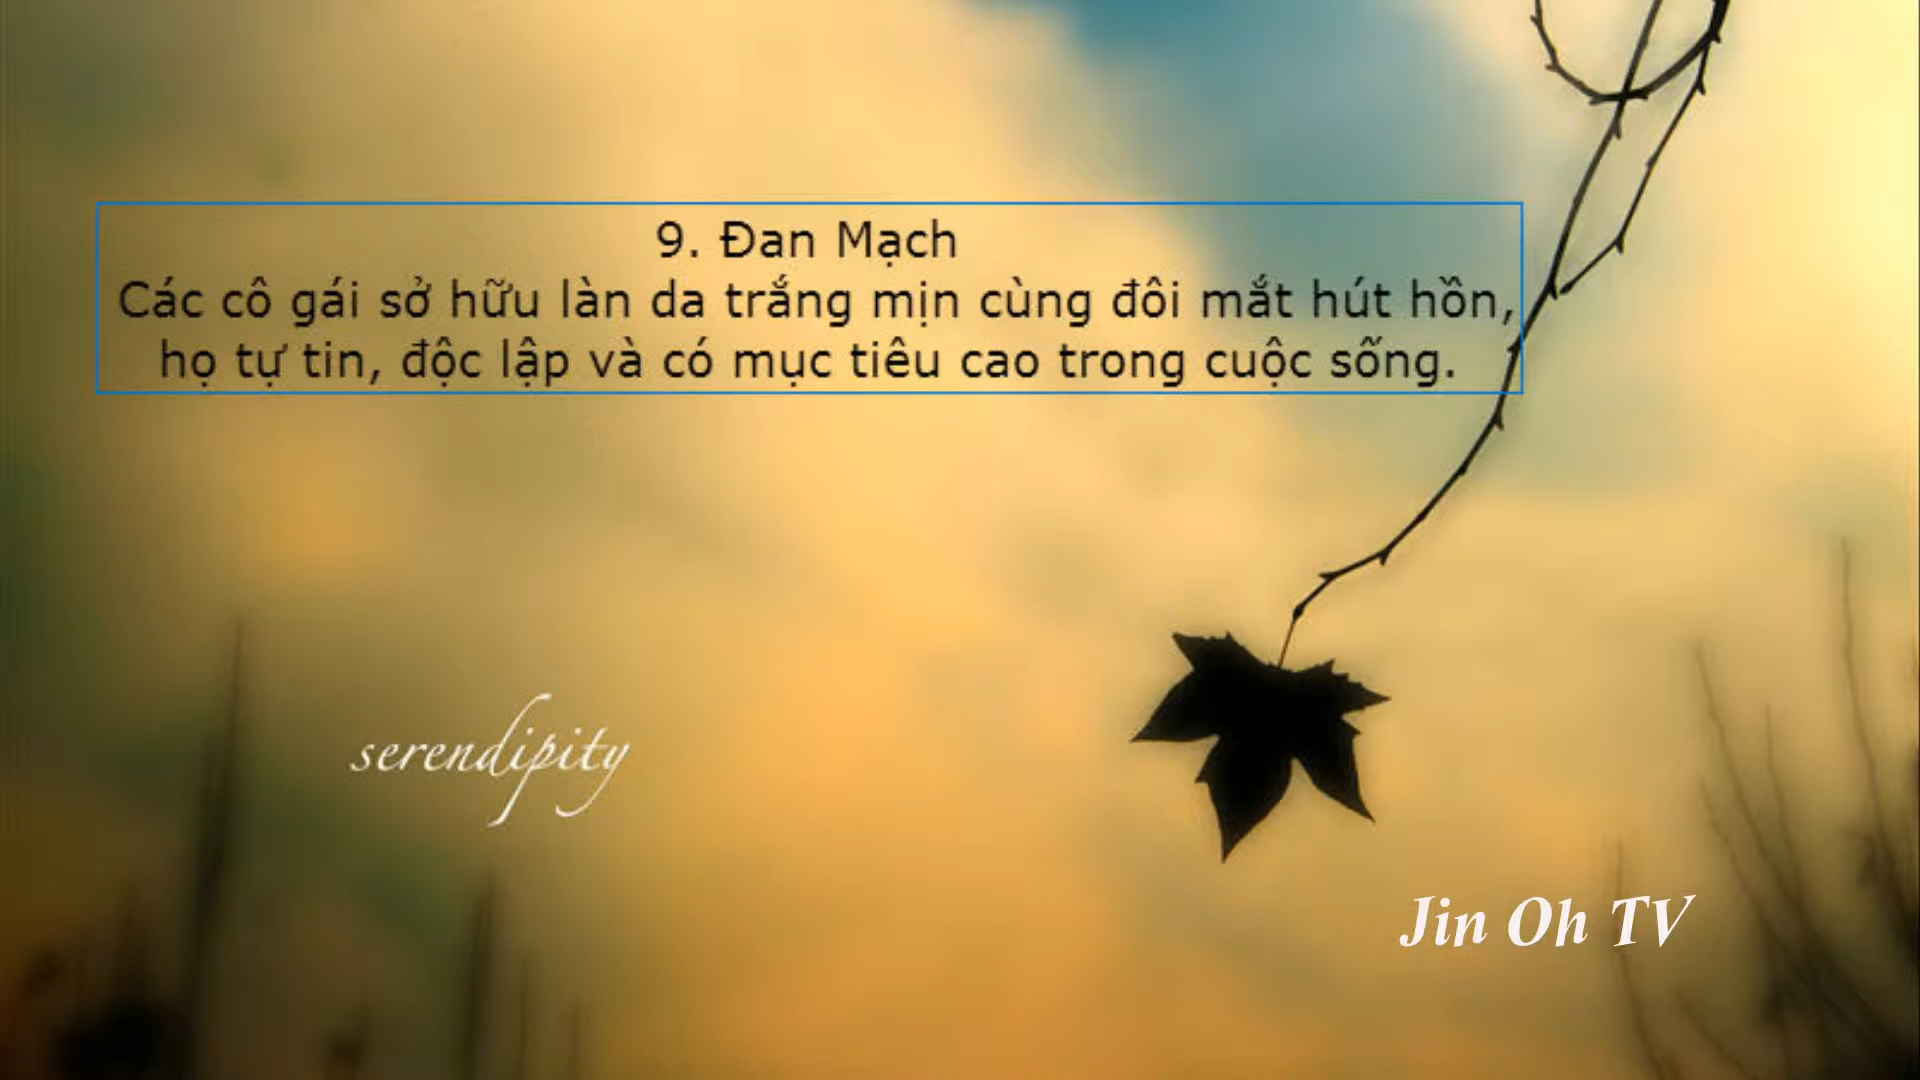 9. Đan Mạch
Các cô gái sở hữu làn da trắng mịn cùng đôi mắt hút hồn,
họ tự tin, độc lập và có mục tiêu cao trong cuộc sống.
serendipity
Jin Oh TV